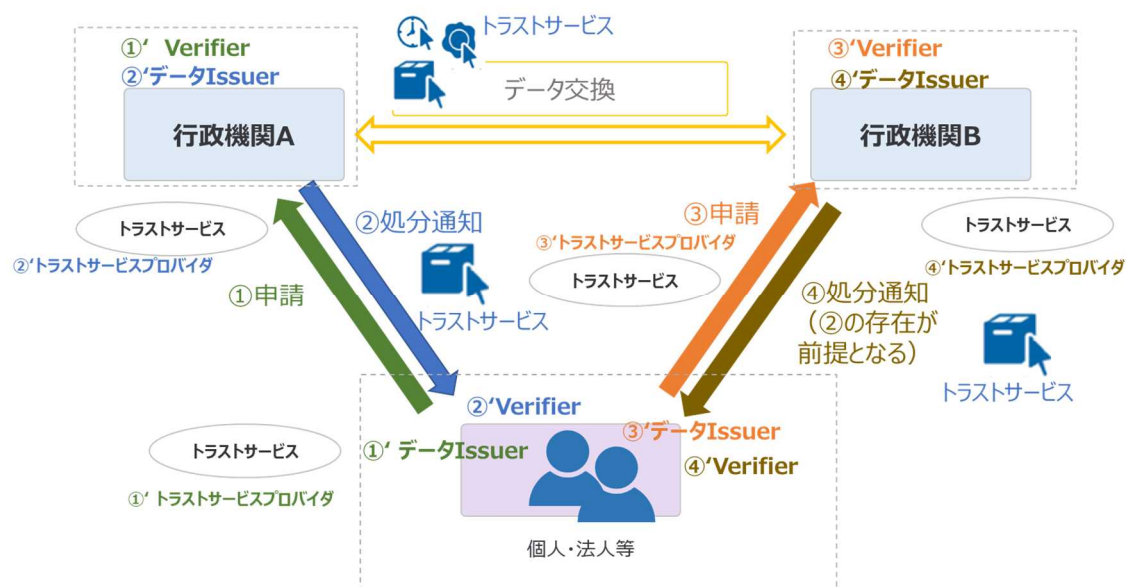 トラストサービス
①‘ Verifier
②‘データIssuer
行政機関A
データ交換
③‘Verifier
④‘データIssuer
行政機関B
トラストサービス
②‘トラストサービスプロバイダ
①申請
②処分通知
トラストサービス
③申請
③‘トラストサービスプロバイダ
トラストサービス
トラストサービス
④‘トラストサービスプロバイダ
④処分通知
(②の存在が
前提となる)
トラストサービス
トラストサービス
①‘ トラストサービスプロバイダ
②‘Verifier
①‘ データIssuer
③‘データIssuer
④‘Verifier
個人・法人等